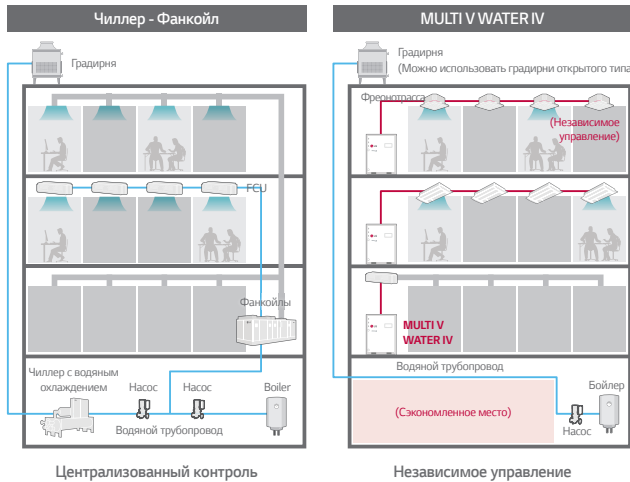 Чиллер - Фанкойл
Градирня
FCU
Фанкойлы
Чиллер с водяным
охлаждением
Насос
Насос
Boiler
Водяной трубопровод
Централизованный контроль
MULTI V WATER IV
Градирня
(Можно использовать градирни открытого типа
Фреонотрасса
(Независимое
управление)
MULTI V
WATER IV
Водяной трубопровод
(Сэкономленное место)
Бойлер
Насос
Независимое управление